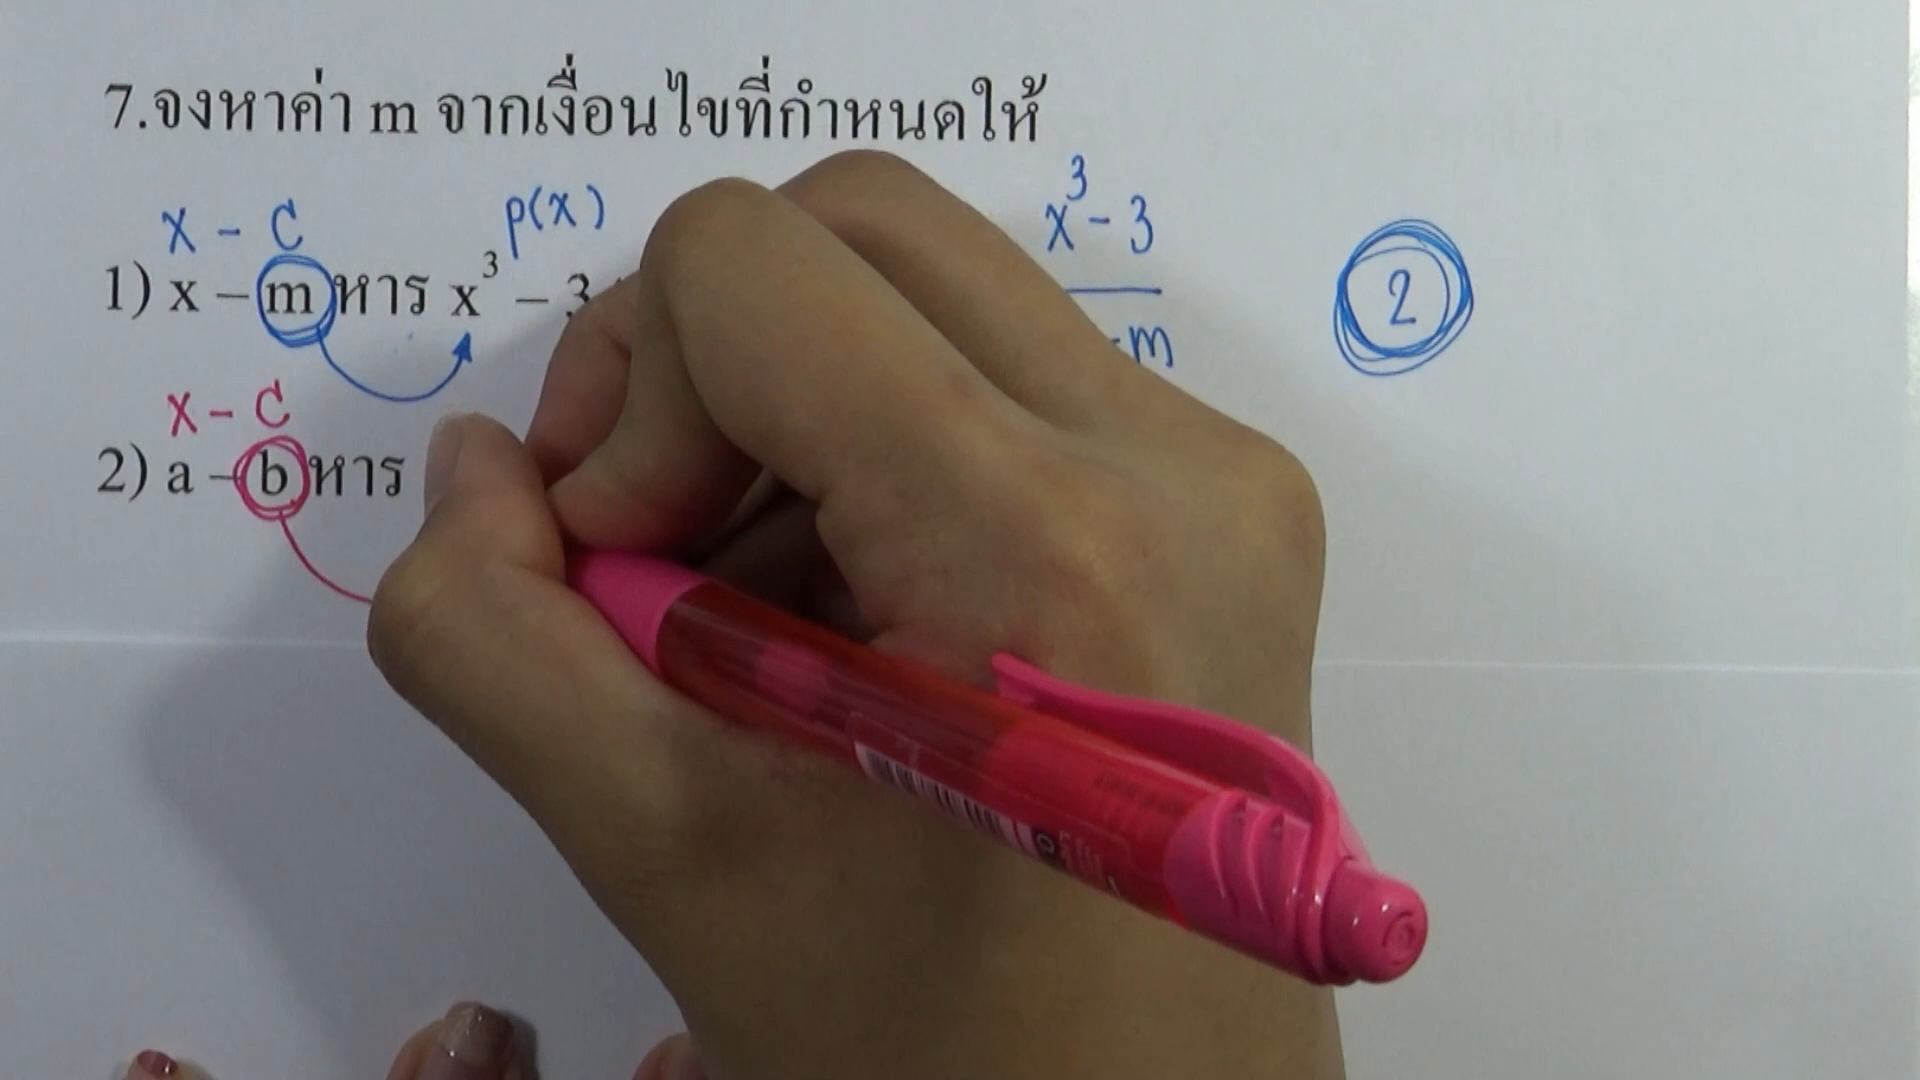 7.จงหาค่า m จากเงื่อนไขที่กำหนดให้
x - c p(x) x³ - 3
1) x – m หาร x³ – 3 -m 2
x - c
2) a – b หาร